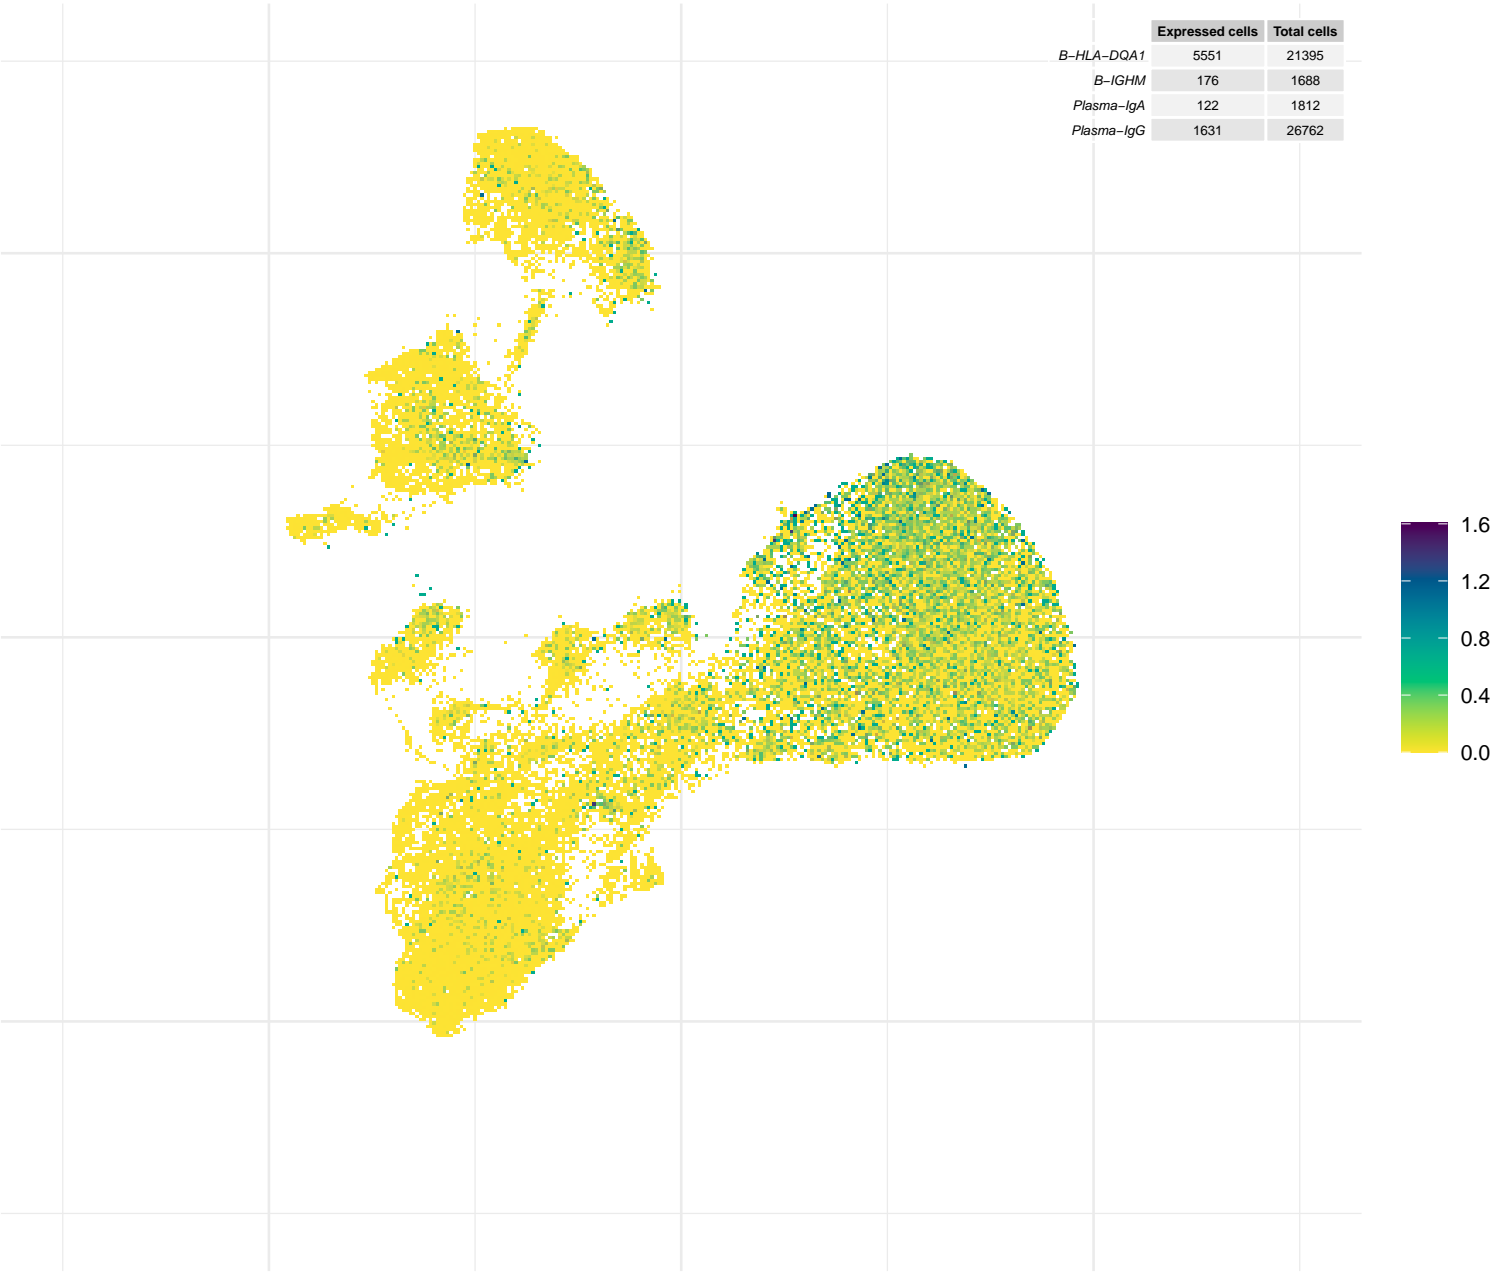 Expressed cells Total cells
B−HLA−DQA1 5551 21395
B−IGHM 176 1688
Plasma−IgA 122 1812
Plasma−IgG 1631 26762
1.6
1.2
0.8
0.4
0.0